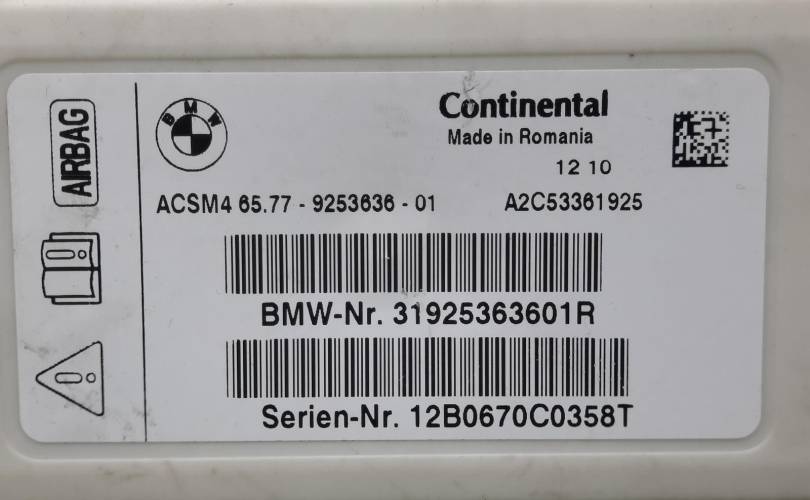 AIRBAG
BMW
Continental
Made in Romania
12 10
ACSM4 65.77 - 9253636 - 01 A2C53361925
BMW-Nr. 31925363601R
Serien-Nr. 12B0670C0358T